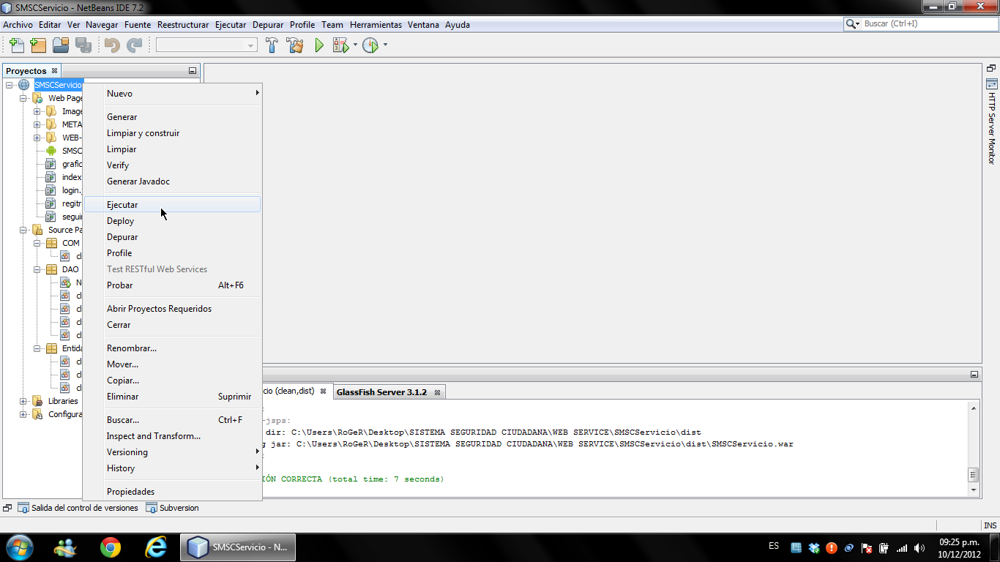 SMSCServicio - NetBeans IDE 7.2
Archivo Editar Ver Navegar Fuente Reestructurar Ejecutar Depurar Profile Team Herramientas Ventana Ayuda
Buscar (Ctrl+I)
Proyectos
SMSCServicio
Web Page
Image
META
WEB-
SMSC
grafic
index
login.
regitr
segui
Source Pa
COM
cl
DAO
N
cl
cl
cl
cl
Entida
cl
cl
cl
Libraries
Configura
Nuevo
Generar
Limpiar y construir
Limpiar
Verify
Generar Javadoc
Ejecutar
Deploy
Depurar
Profile
Test RESTful Web Services
Probar Alt+F6
Abrir Proyectos Requeridos
Cerrar
Renombrar...
Mover...
Copiar...
Eliminar Suprimir
Buscar... Ctrl+F
Inspect and Transform...
Versioning
History
Propiedades
HTTP Server Monitor
cio (clean,dist) GlassFish Server 3.1.2
-jsps:
dir: C:\Users\RoGeR\Desktop\SISTEMA SEGURIDAD CIUDADANA\WEB SERVICE\SMSCServicio\dist
g jar: C:\Users\RoGeR\Desktop\SISTEMA SEGURIDAD CIUDADANA\WEB SERVICE\SMSCServicio\dist\SMSCServicio.war
IÓN CORRECTA (total time: 7 seconds)
Salida del control de versiones Subversion
INS
SMSCServicio - N...
ES
09:25 p.m.
10/12/2012